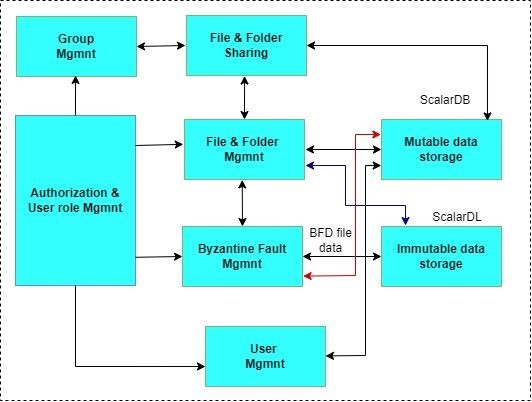 Group
Mgmnt
File & Folder
Sharing
ScalarDB
Authorization &
User role Mgmnt
File & Folder
Mgmnt
Mutable data
storage
ScalarDL
Byzantine Fault
Mgmnt
BFD file
data
Immutable data
storage
User
Mgmnt